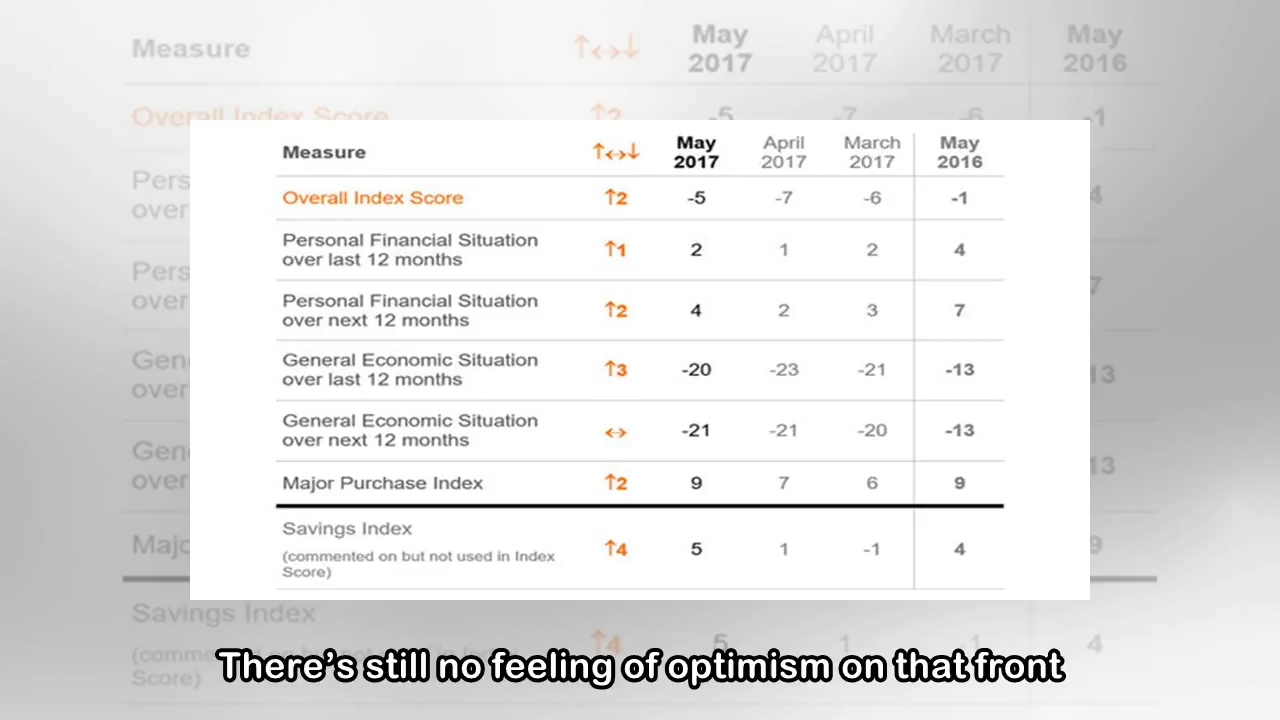 Measure ↑↔↓ May 2017 April 2017 March 2017 May 2016
Overall Index Score ↑2 -5 -7 -6 -1
Personal Financial Situation
over last 12 months ↑1 2 1 2 4
Personal Financial Situation
over next 12 months ↑2 4 2 3 7
General Economic Situation
over last 12 months ↑3 -20 -23 -21 -13
General Economic Situation
over next 12 months ↔ -21 -21 -20 -13
Major Purchase Index ↑2 9 7 6 9
Savings Index
(commented on but not used in Index
Score) ↑4 5 1 -1 4
There's still no feeling of optimism on that front